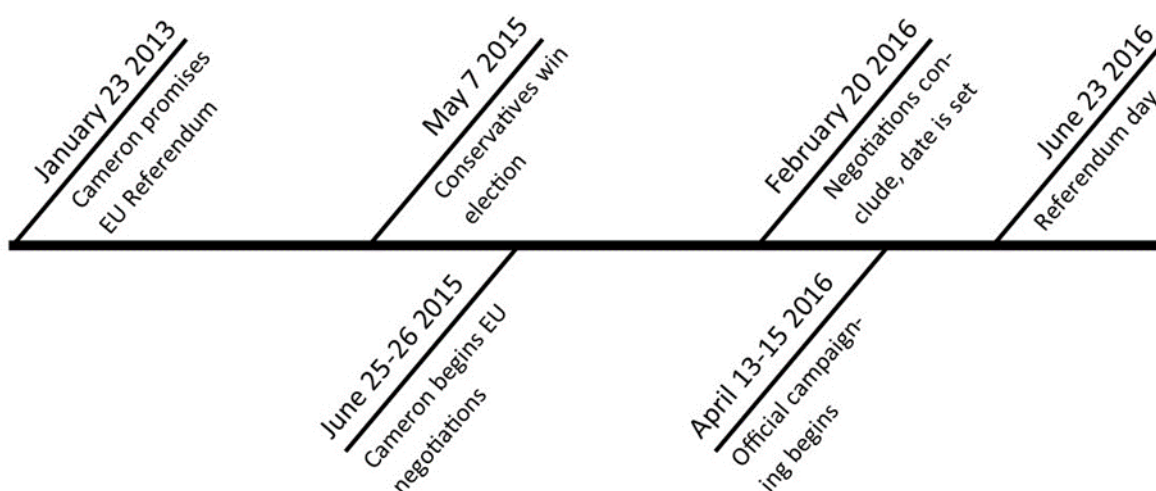 January 23 2013
Cameron promises
EU Referendum
May 7 2015
Conservatives win
election
February 20 2016
Negotiations con-
clude, date is set
June 23 2016
Referendum day
June 25-26 2015
Cameron begins EU
negotiations
April 13-15 2016
Official campaign-
ing begins